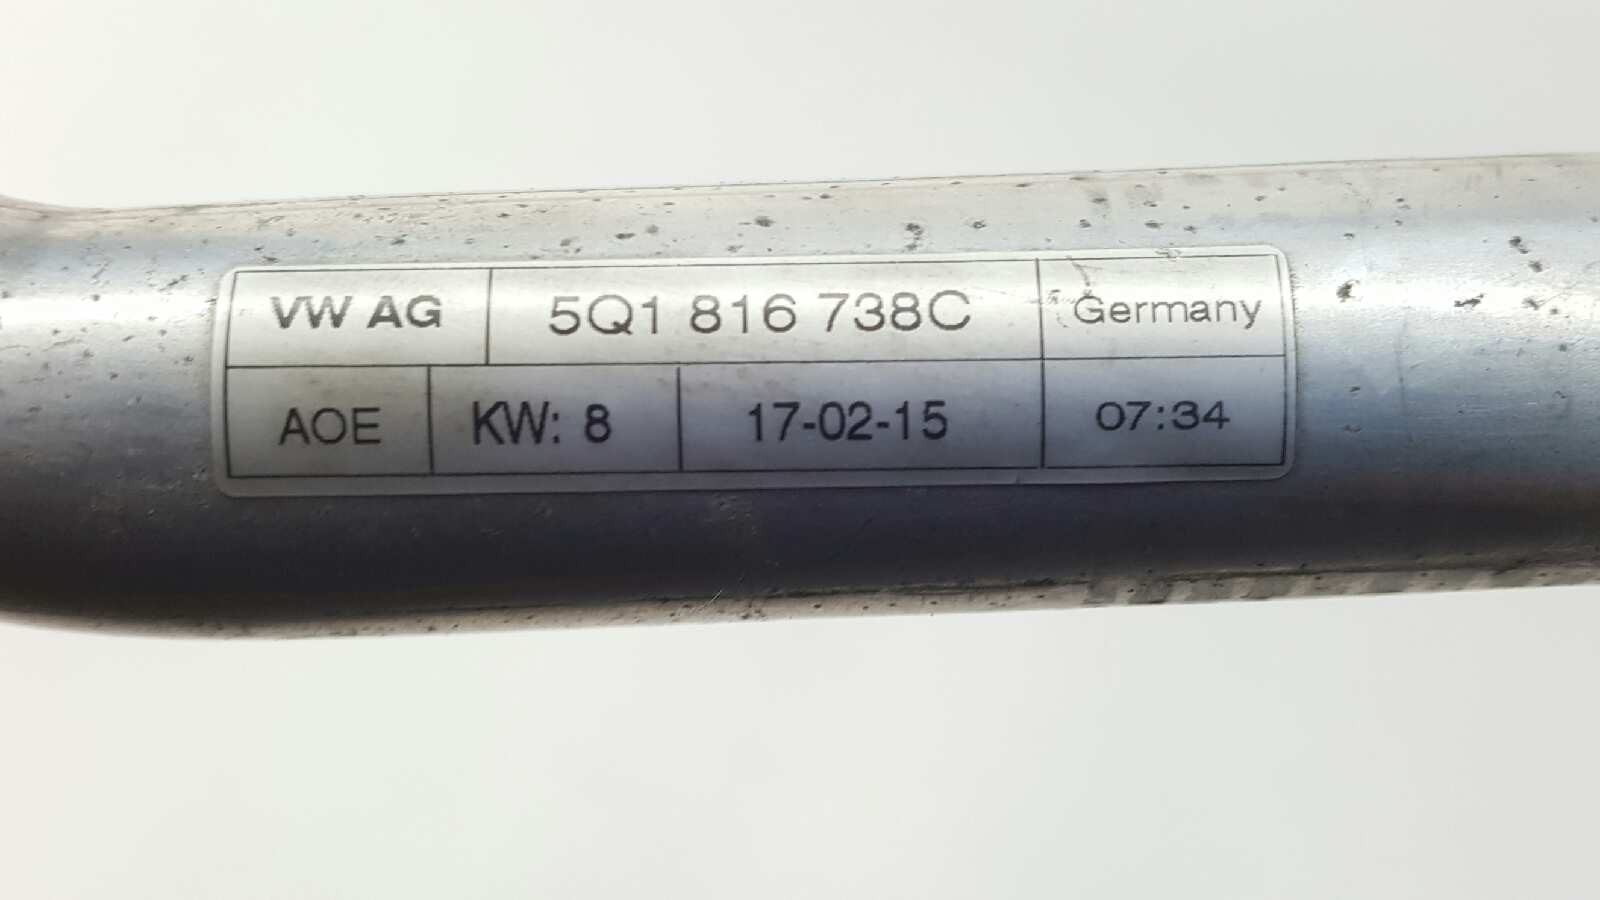 VW AG 5Q1 816 738C Germany
AOE KW: 8 17-02-15 07:34